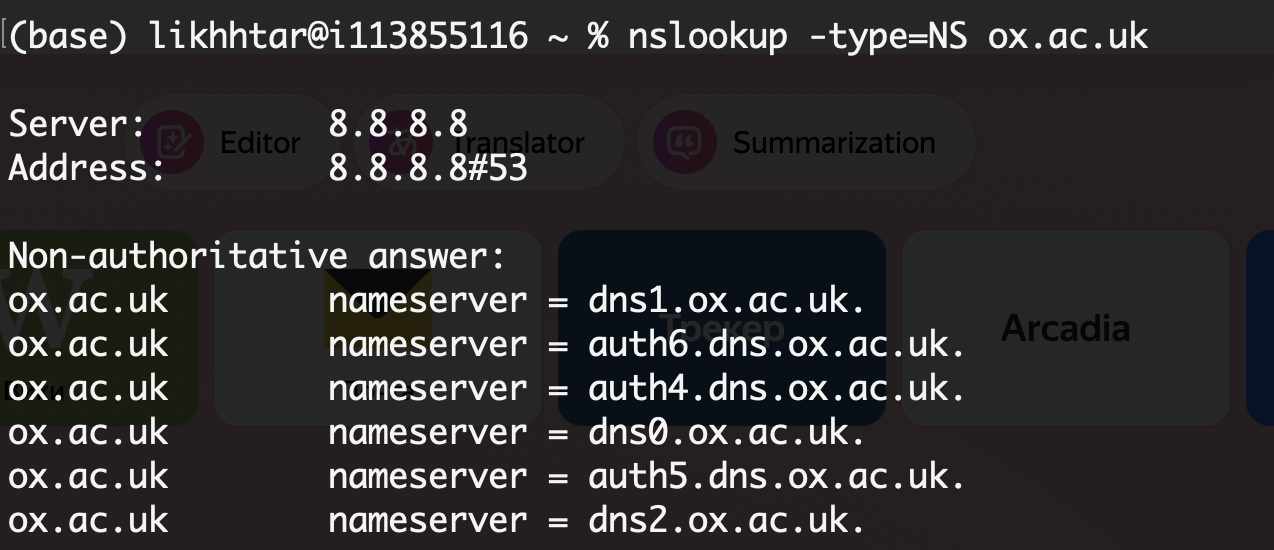 (base) likhhtar@i113855116 ~ % nslookup -type=NS ox.ac.uk
Editor
Translator
Summarization
Server: 8.8.8.8
Address: 8.8.8.8#53
Non-authoritative answer:
ox.ac.uk nameserver = dns1.ox.ac.uk.
Трекер
Arcadia
ox.ac.uk nameserver = auth6.dns.ox.ac.uk.
ox.ac.uk nameserver = auth4.dns.ox.ac.uk.
ox.ac.uk nameserver = dns0.ox.ac.uk.
ox.ac.uk nameserver = auth5.dns.ox.ac.uk.
ox.ac.uk nameserver = dns2.ox.ac.uk.